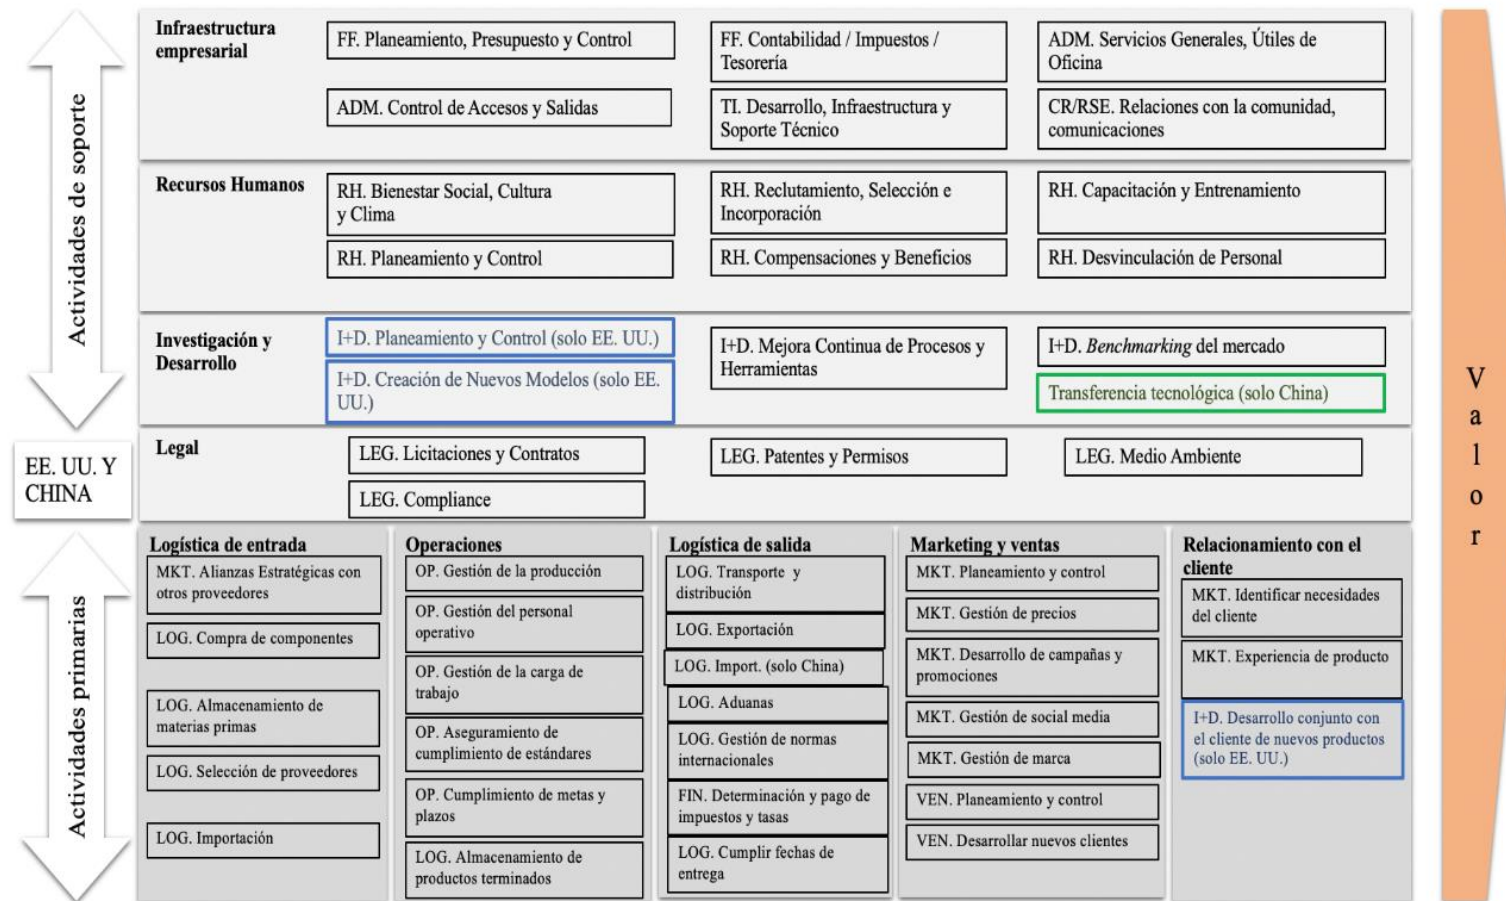 Actividades de soporte
EE. UU. Y
CHINA
Actividades primarias
Infraestructura
empresarial
FF. Planeamiento, Presupuesto y Control
FF. Contabilidad / Impuestos /
Tesorería
ADM. Servicios Generales, Útiles de
Oficina
ADM. Control de Accesos y Salidas
TI. Desarrollo, Infraestructura y
Soporte Técnico
CR/RSE. Relaciones con la comunidad,
comunicaciones
Recursos Humanos
RH. Bienestar Social, Cultura
y Clima
RH. Reclutamiento, Selección e
Incorporación
RH. Capacitación y Entrenamiento
RH. Planeamiento y Control
RH. Compensaciones y Beneficios
RH. Desvinculación de Personal
Investigación y
Desarrollo
I+D. Planeamiento y Control (solo EE. UU.)
I+D. Creación de Nuevos Modelos (solo EE.
UU.)
I+D. Mejora Continua de Procesos y
Herramientas
I+D. Benchmarking del mercado
Transferencia tecnológica (solo China)
Legal
LEG. Licitaciones y Contratos
LEG. Patentes y Permisos
LEG. Medio Ambiente
LEG. Compliance
Logística de entrada
MKT. Alianzas Estratégicas con
otros proveedores
LOG. Compra de componentes
LOG. Almacenamiento de
materias primas
LOG. Selección de proveedores
LOG. Importación
Operaciones
OP. Gestión de la producción
OP. Gestión del personal
operativo
OP. Gestión de la carga de
trabajo
OP. Aseguramiento de
cumplimiento de estándares
OP. Cumplimiento de metas y
plazos
LOG. Almacenamiento de
productos terminados
Logística de salida
LOG. Transporte y
distribución
LOG. Exportación
LOG. Import. (solo China)
LOG. Aduanas
LOG. Gestión de normas
internacionales
FIN. Determinación y pago de
impuestos y tasas
LOG. Cumplir fechas de
entrega
Marketing y ventas
MKT. Planeamiento y control
MKT. Gestión de precios
MKT. Desarrollo de campañas y
promociones
MKT. Gestión de social media
MKT. Gestión de marca
VEN. Planeamiento y control
VEN. Desarrollar nuevos clientes
Relacionamiento con el
cliente
MKT. Identificar necesidades
del cliente
MKT. Experiencia de producto
I+D. Desarrollo conjunto con
el cliente de nuevos productos
(solo EE. UU.)
V
a
l
o
r